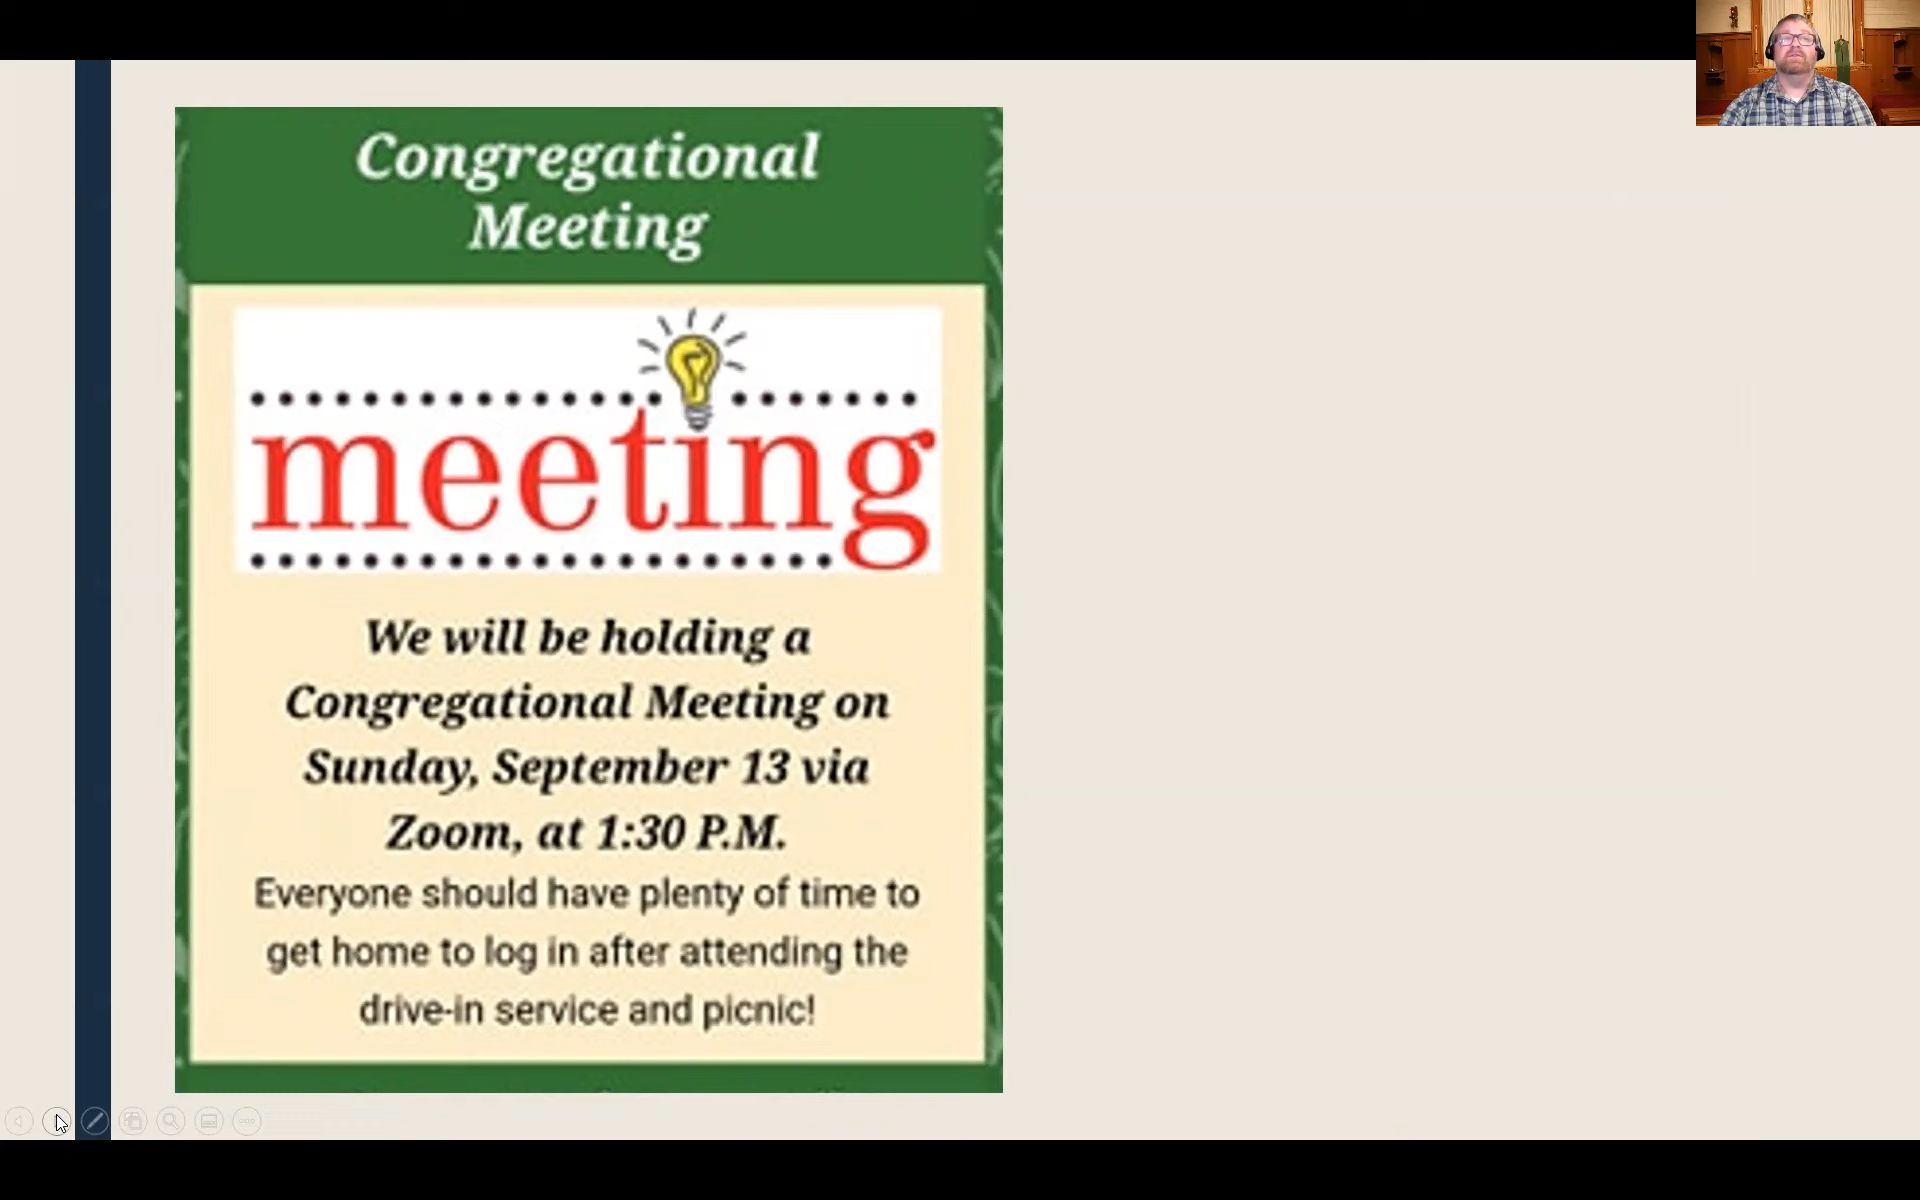 Congregational
Meeting
meeting
We will be holding a
Congregational Meeting on
Sunday, September 13 via
Zoom, at 1:30 P.M.
Everyone should have plenty of time to
get home to log in after attending the
drive-in service and picnic!